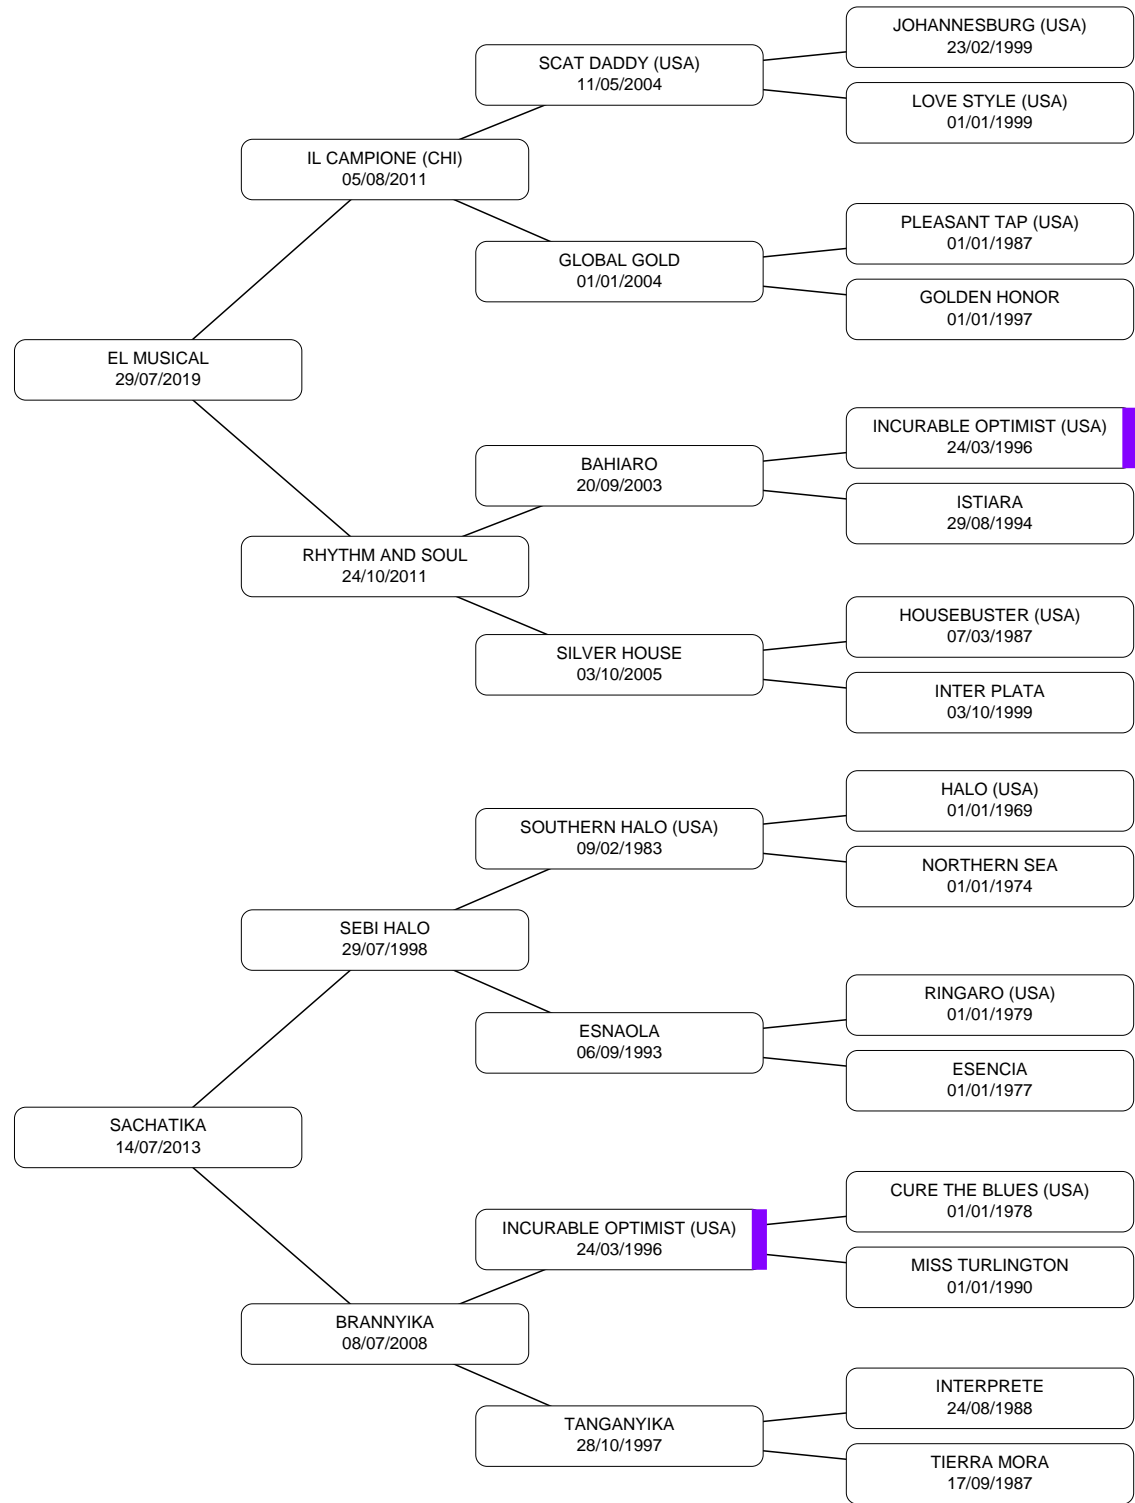 JOHANNESBURG (USA)
23/02/1999
SCAT DADDY (USA)
11/05/2004
LOVE STYLE (USA)
01/01/1999
IL CAMPIONE (CHI)
05/08/2011
PLEASANT TAP (USA)
01/01/1987
GLOBAL GOLD
01/01/2004
GOLDEN HONOR
01/01/1997
EL MUSICAL
29/07/2019
INCURABLE OPTIMIST (USA)
24/03/1996
BAHIARO
20/09/2003
ISTIARA
29/08/1994
RHYTHM AND SOUL
24/10/2011
HOUSEBUSTER (USA)
07/03/1987
SILVER HOUSE
03/10/2005
INTER PLATA
03/10/1999
HALO (USA)
01/01/1969
SOUTHERN HALO (USA)
09/02/1983
NORTHERN SEA
01/01/1974
SEBI HALO
29/07/1998
RINGARO (USA)
01/01/1979
ESNAOLA
06/09/1993
ESENCIA
01/01/1977
SACHATIKA
14/07/2013
CURE THE BLUES (USA)
01/01/1978
INCURABLE OPTIMIST (USA)
24/03/1996
MISS TURLINGTON
01/01/1990
BRANNYIKA
08/07/2008
INTERPRETE
24/08/1988
TANGANYIKA
28/10/1997
TIERRA MORA
17/09/1987